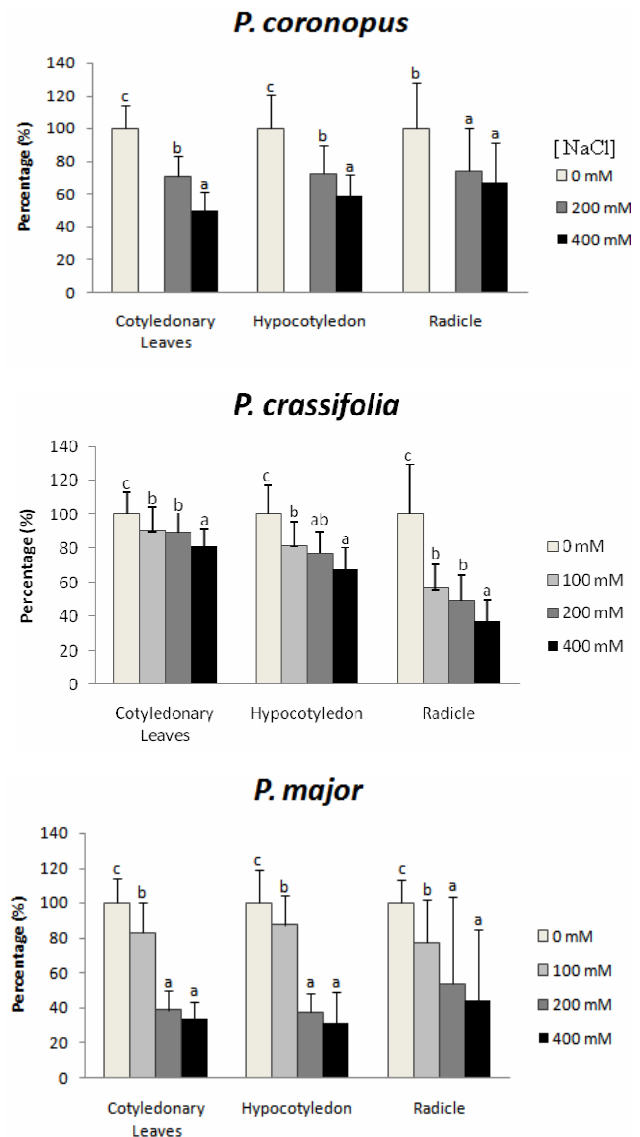 P. coronopus
140
120
100
80
60
40
20
0
Percentage (%)
c
b
a
c
b
a
b
a
a
Cotyledonary
Leaves
Hypocotyledon
Radicle
[NaCl]
0 mM
200 mM
400 mM
P. crassifolia
140
120
100
80
60
40
20
0
Percentage (%)
c
b
b
a
c
b
ab
a
c
b
b
a
Cotyledonary
Leaves
Hypocotyledon
Radicle
0 mM
100 mM
200 mM
400 mM
P. major
140
120
100
80
60
40
20
0
Percentage (%)
c
b
a
a
c
b
a
a
c
b
a
a
Cotyledonary
Leaves
Hypocotyledon
Radicle
0 mM
100 mM
200 mM
400 mM